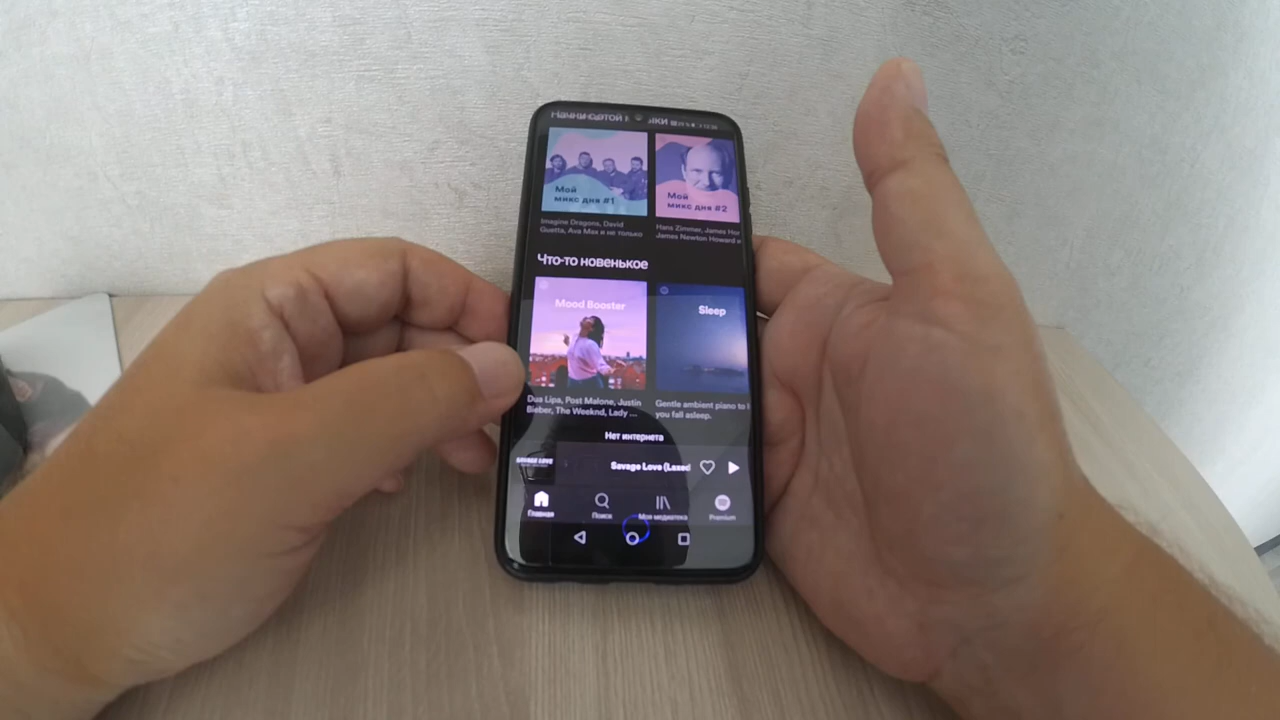 Мой
микс дня #1
Мой
микс дня #2
Imagine Dragons, David
Guetta, Ava Max и не только
Hans Zimmer, James Hor
James Newton Howard и
Что-то новенькое
Mood Booster
Sleep
Dua Lipa, Post Malone, Justin
Bieber, The Weeknd, Lady ...
Gentle ambient piano to
you fall asleep.
Нет интернета
SAVAGE LOVE
Savage Love (Laxed
Главная
Поиск
Моя медиатека
Premium